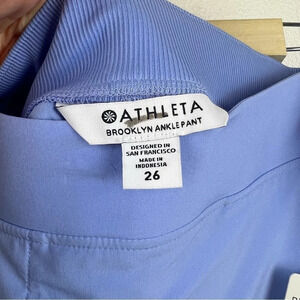 ATHLETA
BROOKLYN ANKLE PANT
DESIGNED IN
SAN FRANCISCO
MADE IN
INDONESIA
26